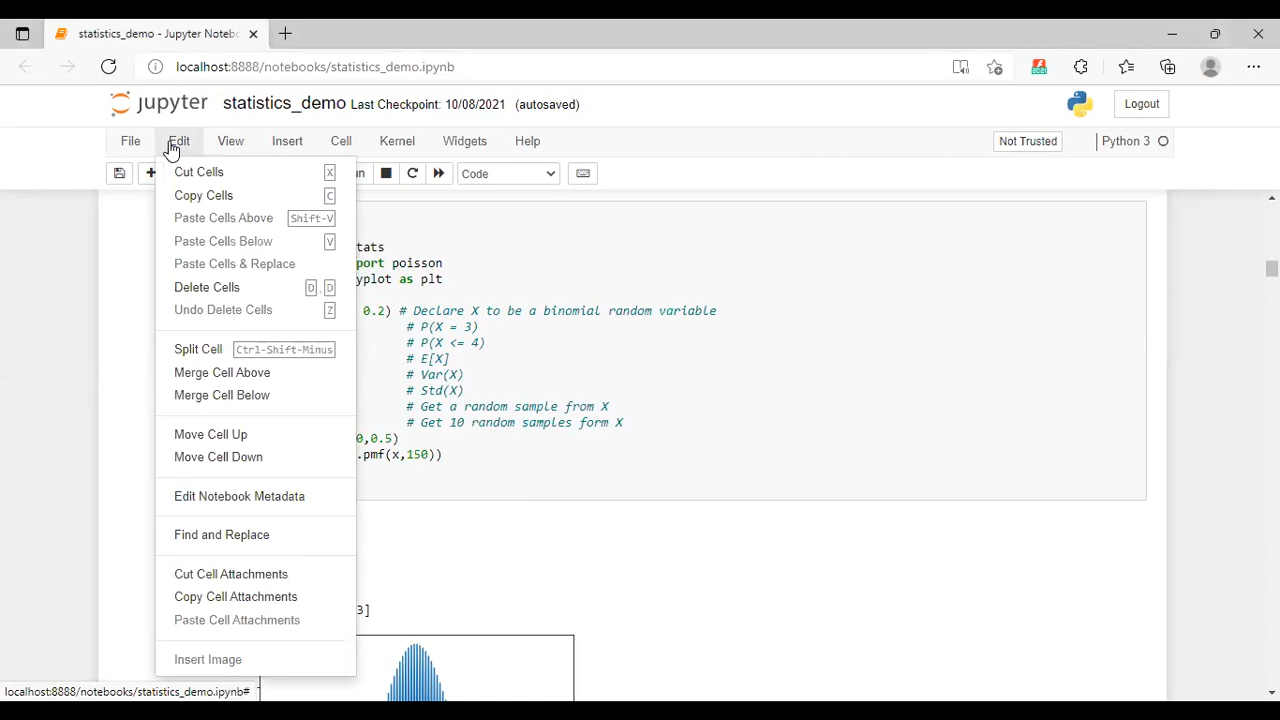 statistics_demo - Jupyter Noteb
localhost:8888/notebooks/statistics_demo.ipynb
jupyter statistics_demo Last Checkpoint: 10/08/2021 (autosaved)
Logout
File Edit View Insert Cell Kernel Widgets Help
Not Trusted
Python 3
un
Code
Cut Cells X
Copy Cells C
Paste Cells Above Shift-V
Paste Cells Below V
Paste Cells & Replace
Delete Cells D,D
Undo Delete Cells Z
Split Cell Ctrl-Shift-Minus
Merge Cell Above
Merge Cell Below
Move Cell Up
Move Cell Down
Edit Notebook Metadata
Find and Replace
Cut Cell Attachments
Copy Cell Attachments
Paste Cell Attachments
Insert Image
tats
port poisson
yplot as plt
0.2) # Declare X to be a binomial random variable
# P(X = 3)
# P(X <= 4)
# E[X]
# Var(X)
# Std(X)
# Get a random sample from X
# Get 10 random samples form X
0,0.5)
.pmf(x,150))
3]
localhost:8888/notebooks/statistics_demo.ipynb#